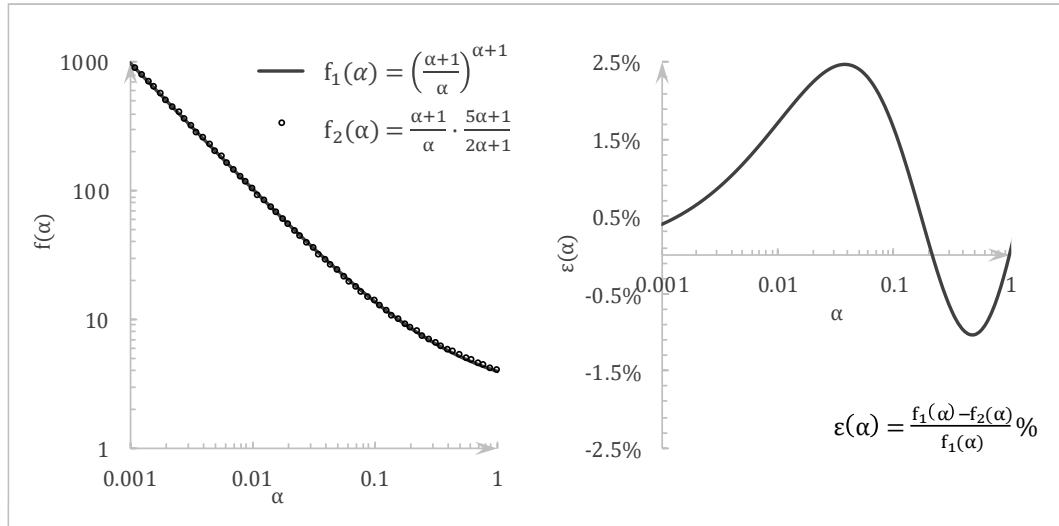 1000
100
10
1
0.001
0.01
0.1
1
f(α)
α
f₁(α) = ((α+1)/α)^(α+1)
f₂(α) = (α+1)/α · (5α+1)/(2α+1)
2.5%
1.5%
0.5%
-0.5%
-1.5%
-2.5%
0.001
0.01
0.1
1
ε(α)
α
ε(α) = (f₁(α)−f₂(α))/f₁(α) %